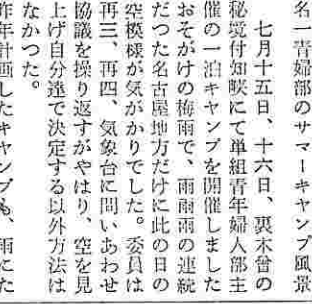 名一青婦部のサマーキャンプ風景
七月十五日、十六日、裏木曽の
秘境付知峡にて単組青年婦人部主
催の一泊キャンプを開催しました
おそがけの梅雨で、雨雨雨の連続
だつた名古屋地方だけに此の日の
空模様が気がかりでした。委員は
再三、再四、気象台に問いあわせ
協議を操り返すがやはり、空を見
上げ自分達で決定する以外方法は
なかつた。
昨年計画したキャンプも、雨にた